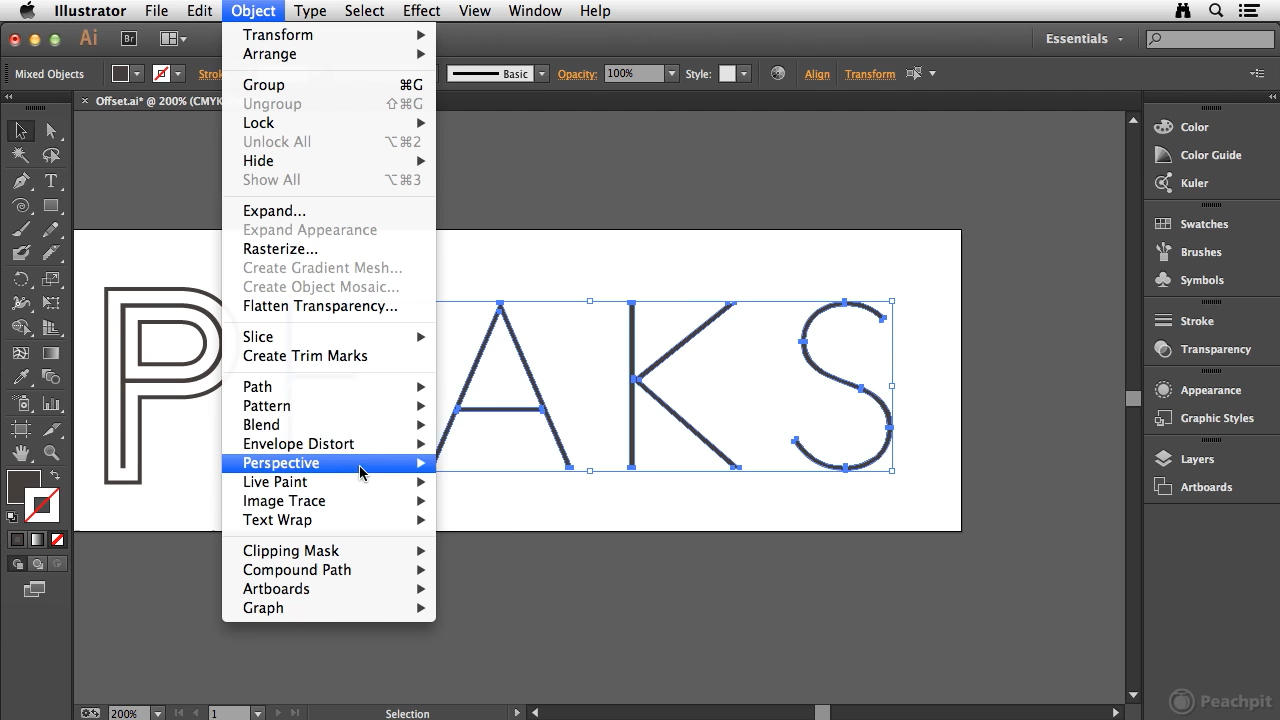 Illustrator File Edit Object Type Select Effect View Window Help
Ai Br Essentials
Mixed Objects Strok Basic Opacity: 100% Style: Align Transform
× Offset.ai* @ 200% (CMYK
Transform
Arrange
Group ⌘G
Ungroup ⇧⌘G
Lock
Unlock All ⌥⌘2
Hide
Show All ⌥⌘3
Expand...
Expand Appearance
Rasterize...
Create Gradient Mesh...
Create Object Mosaic...
Flatten Transparency...
Slice
Create Trim Marks
Path
Pattern
Blend
Envelope Distort
Perspective
Live Paint
Image Trace
Text Wrap
Clipping Mask
Compound Path
Artboards
Graph
P AKS
Color
Color Guide
Kuler
Swatches
Brushes
Symbols
Stroke
Transparency
Appearance
Graphic Styles
Layers
Artboards
200% 1 Selection
Peachpit